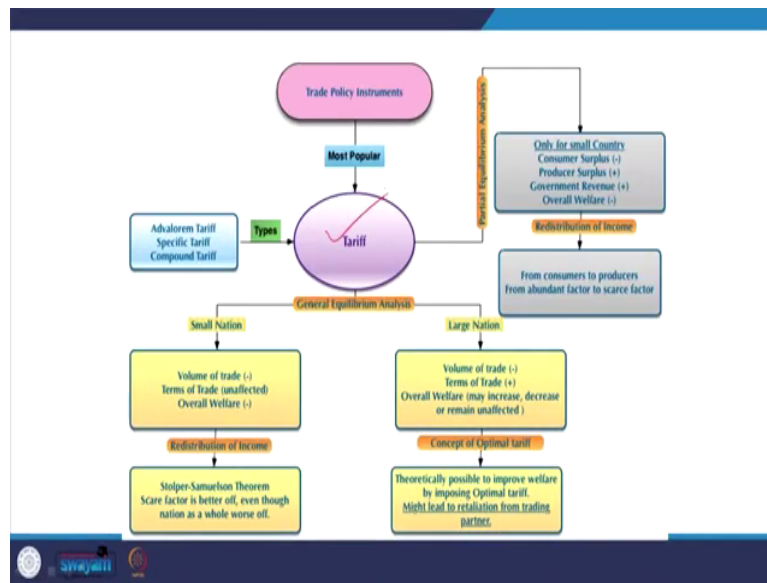 Trade Policy Instruments
Most Popular
Tariff
Types
Advalorem Tariff
Specific Tariff
Compound Tariff
Partial Equilibrium Analysis
Only for small Country
Consumer Surplus (-)
Producer Surplus (+)
Government Revenue (+)
Overall Welfare (-)
Redistribution of Income
From consumers to producers
From abundant factor to scarce factor
General Equilibrium Analysis
Small Nation
Volume of trade (-)
Terms of Trade (unaffected)
Overall Welfare (-)
Redistribution of Income
Stolper-Samuelson Theorem
Scare factor is better off, even though
nation as a whole worse off.
Large Nation
Volume of trade (-)
Terms of Trade (+)
Overall Welfare (may increase, decrease
or remain unaffected )
Concept of Optimal tariff
Theoretically possible to improve welfare
by imposing Optimal tariff.
Might lead to retaliation from trading
partner.
swayam